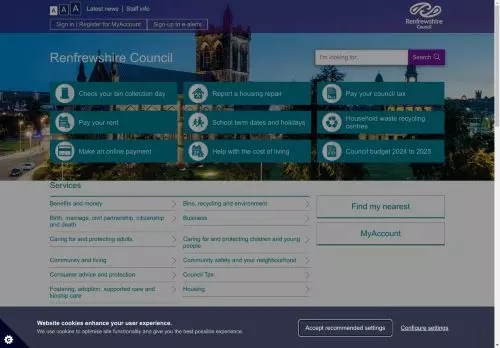 A A A Latest news | Staff info
Sign in | Register for MyAccount Sign-up to e-alerts
Renfrewshire
Council
Renfrewshire Council
I'm looking for.. Search
Check your bin collection day
Report a housing repair
Pay your council tax
Pay your rent
School term dates and holidays
Household waste recycling
centres
Make an online payment
Help with the cost of living
Council budget 2024 to 2025
Services
Benefits and money
Bins, recycling and environment
Birth, marriage, civil partnership, citizenship
and death
Business
Caring for and protecting adults
Caring for and protecting children and young
people
Community and living
Community safety and your neighbourhood
Consumer advice and protection
Council Tax
Fostering, adoption, supported care and
kinship care
Housing
Find my nearest
MyAccount
Website cookies enhance your user experience.
We use cookies to optimise site functionality and give you the best possible experience.
Accept recommended settings
Configure settings